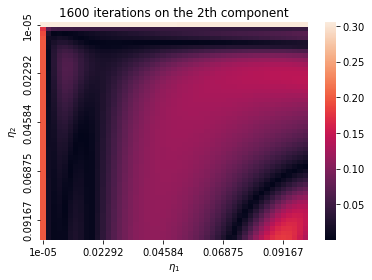 1600 iterations on the 2th component
1e-05
0.02292
0.04584
0.06875
0.09167
η₂
1e-05 0.02292 0.04584 0.06875 0.09167
η₁
0.30
0.25
0.20
0.15
0.10
0.05